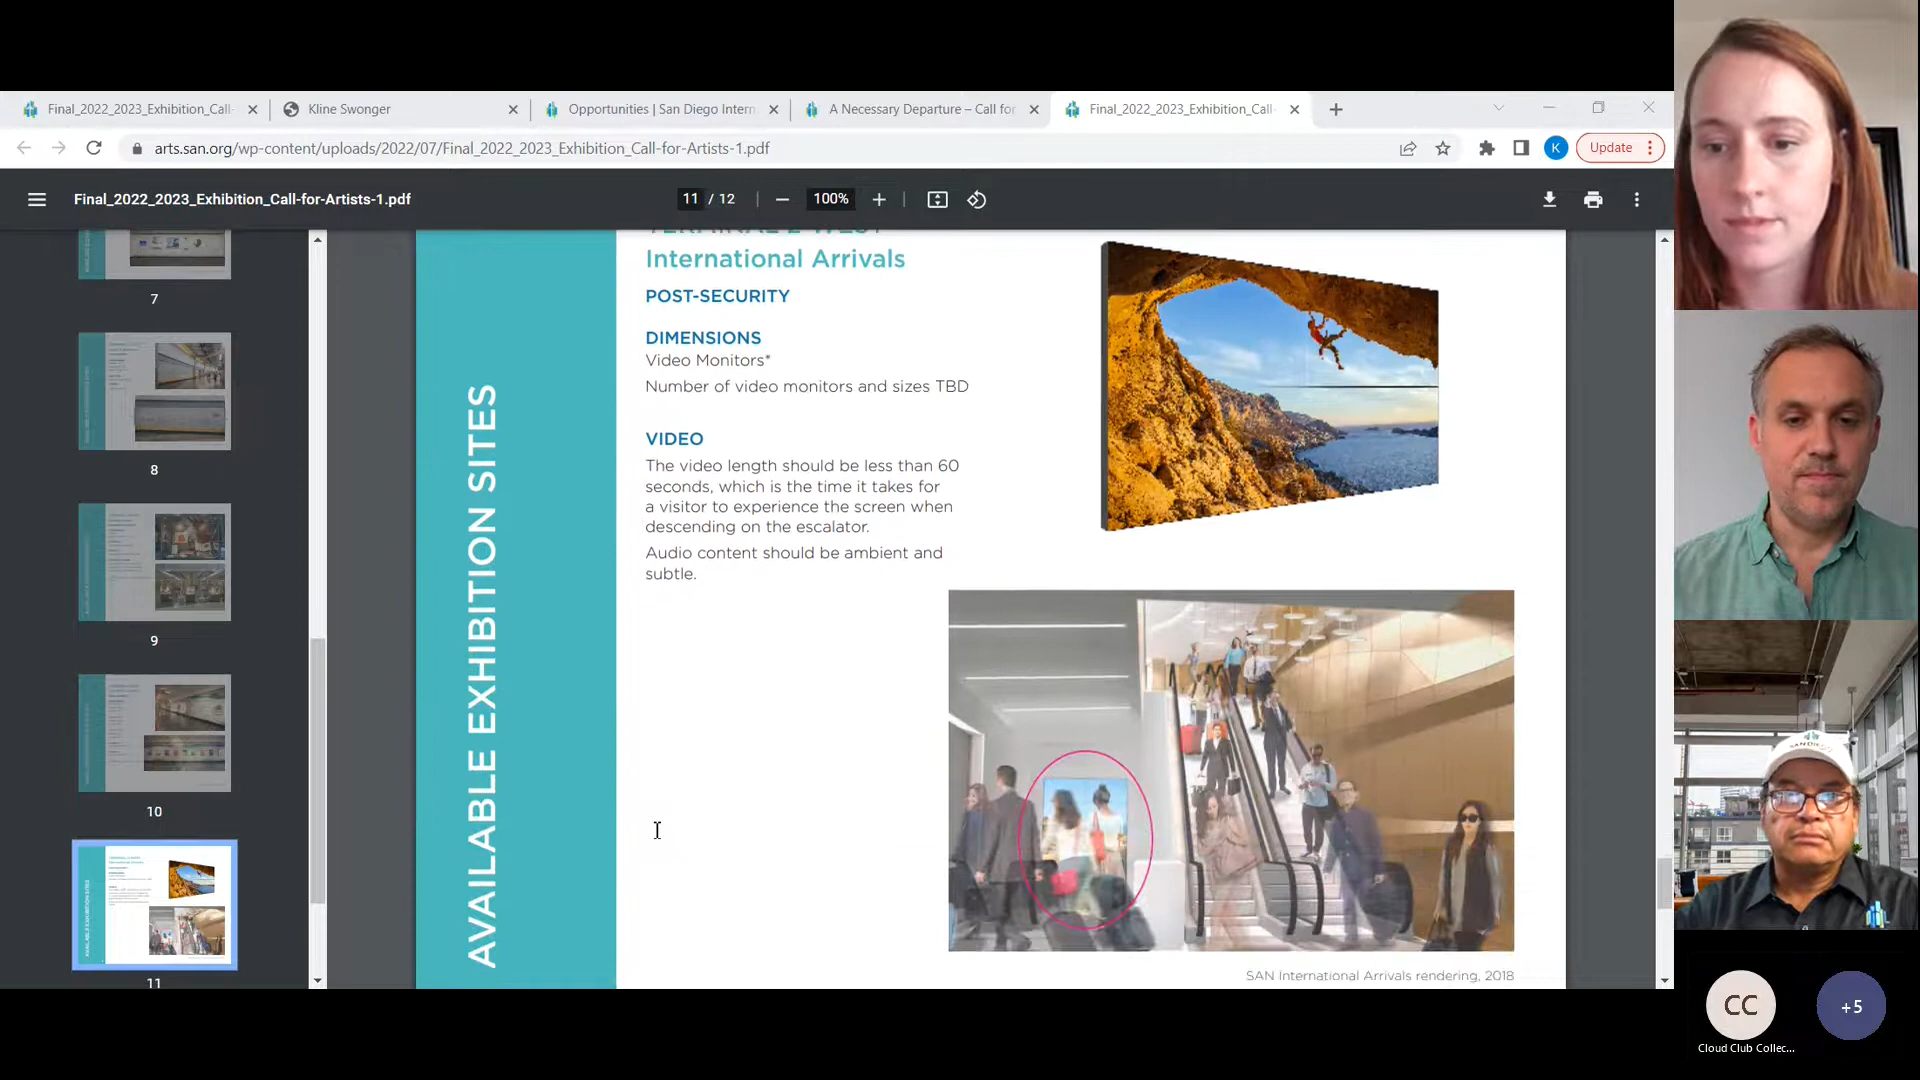 Final_2022_2023_Exhibition_Call-
Kline Swonger
Opportunities | San Diego Intern
A Necessary Departure – Call for
Final_2022_2023_Exhibition_Call-
arts.san.org/wp-content/uploads/2022/07/Final_2022_2023_Exhibition_Call-for-Artists-1.pdf
K
Update
Final_2022_2023_Exhibition_Call-for-Artists-1.pdf
11 / 12
100%
7
8
9
10
11
AVAILABLE EXHIBITION SITES
International Arrivals
POST-SECURITY
DIMENSIONS
Video Monitors*
Number of video monitors and sizes TBD
VIDEO
The video length should be less than 60
seconds, which is the time it takes for
a visitor to experience the screen when
descending on the escalator.
Audio content should be ambient and
subtle.
SAN International Arrivals rendering, 2018
CC
+5
Cloud Club Collec...